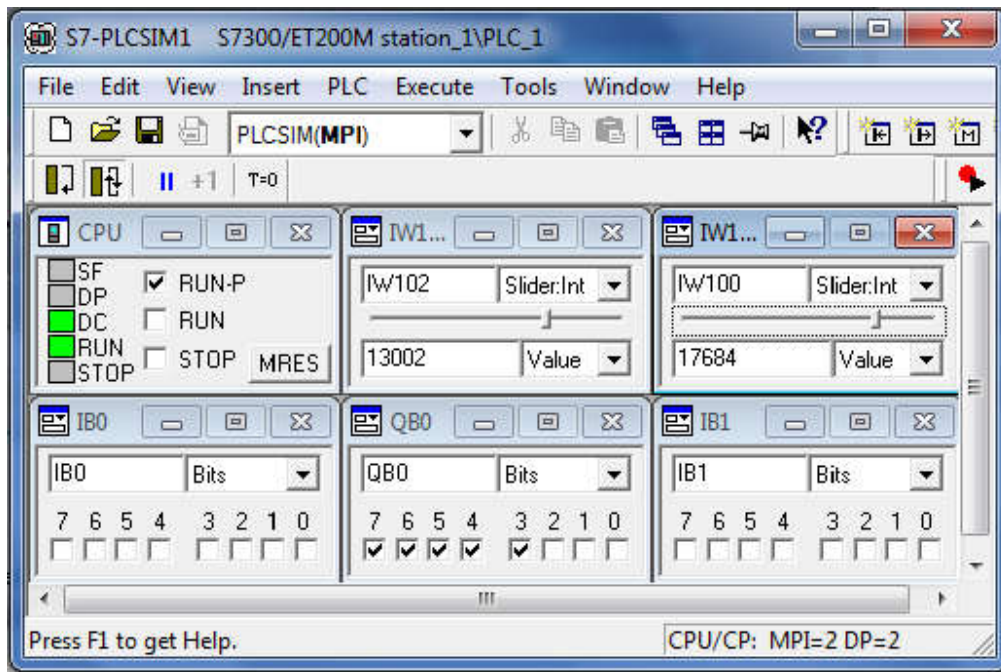 S7-PLCSIM1 S7300/ET200M station_1\PLC_1
File Edit View Insert PLC Execute Tools Window Help
PLCSIM(MPI)
+1 T=0
CPU IW1... IW1...
SF
DP
DC
RUN
STOP
RUN-P
RUN
STOP MRES
IW102 Slider:Int
13002 Value
IW100 Slider:Int
17684 Value
IB0 QB0 IB1
IB0 Bits QB0 Bits IB1 Bits
7 6 5 4 3 2 1 0 7 6 5 4 3 2 1 0 7 6 5 4 3 2 1 0
Press F1 to get Help. CPU/CP: MPI=2 DP=2